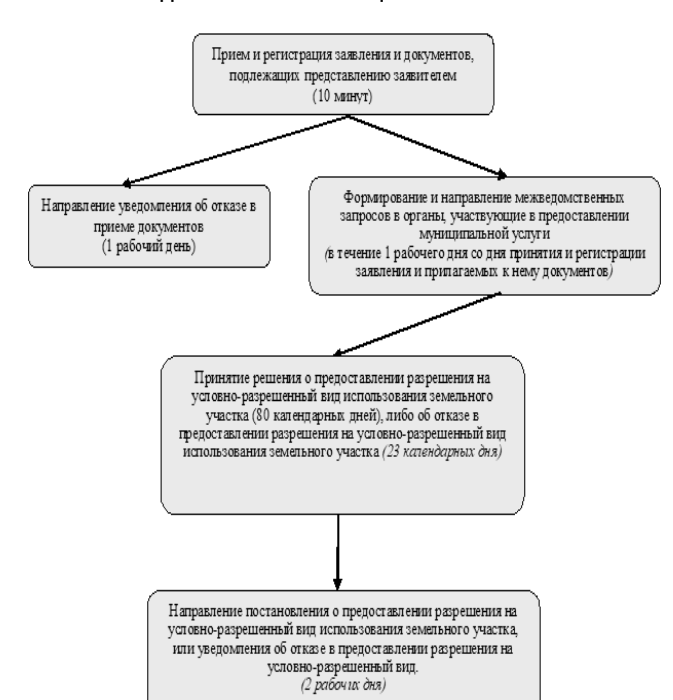 Прием и регистрация заявления и документов,
подлежащих представлению заявителем
(10 минут)
Направление уведомления об отказе в
приеме документов
(1 рабочий день)
Формирование и направление межведомственных
запросов в органы, участвующие в предоставлении
муниципальной услуги
(в течение 1 рабочего дня со дня принятия и регистрации
заявления и прилагаемых к нему документов)
Принятие решения о предоставлении разрешения на
условно-разрешенный вид использования земельного
участка (80 календарных дней), либо об отказе в
предоставлении разрешения на условно-разрешенный вид
использования земельного участка (23 календарных дня)
Направление постановления о предоставлении разрешения на
условно-разрешенный вид использования земельного участка,
или уведомления об отказе в предоставлении разрешения на
условно-разрешенный вид.
(2 рабочих дня)